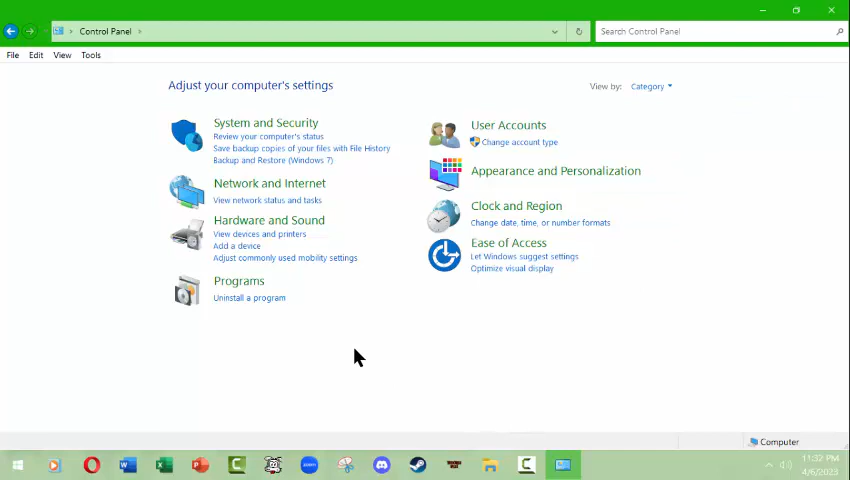 Control Panel
Search Control Panel
File Edit View Tools
Adjust your computer's settings
View by: Category
System and Security
Review your computer's status
Save backup copies of your files with File History
Backup and Restore (Windows 7)
Network and Internet
View network status and tasks
Hardware and Sound
View devices and printers
Add a device
Adjust commonly used mobility settings
Programs
Uninstall a program
User Accounts
Change account type
Appearance and Personalization
Clock and Region
Change date, time, or number formats
Ease of Access
Let Windows suggest settings
Optimize visual display
Computer
11:32 PM
4/6/2023